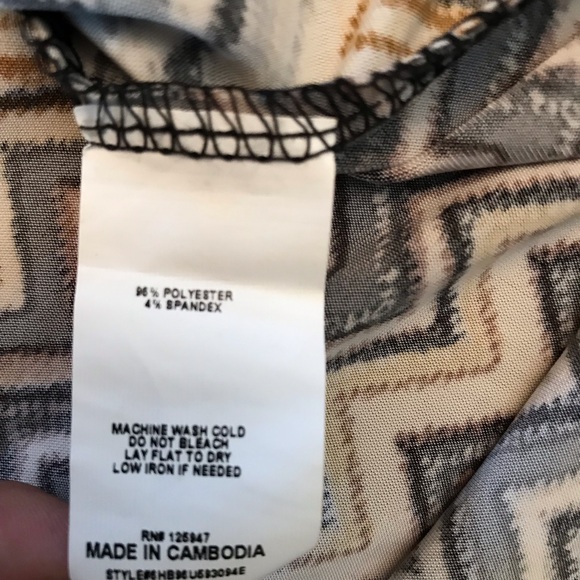 96% POLYESTER
4% SPANDEX
MACHINE WASH COLD
DO NOT BLEACH
LAY FLAT TO DRY
LOW IRON IF NEEDED
RN# 125947
MADE IN CAMBODIA